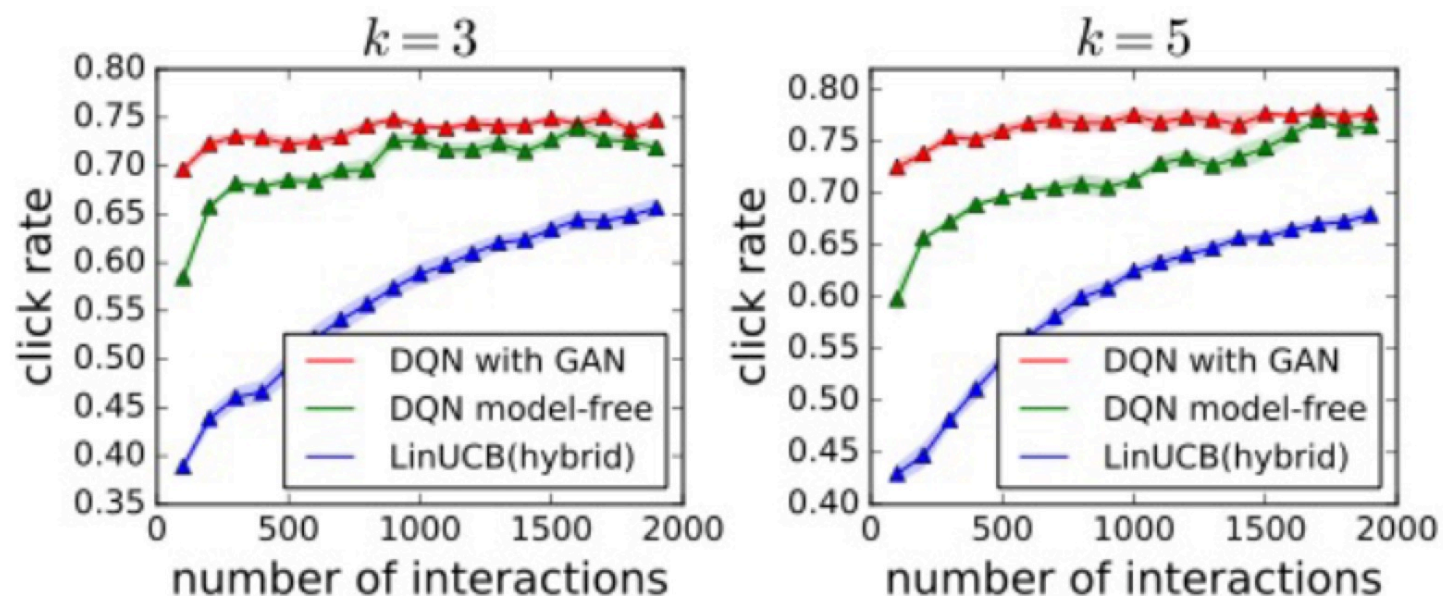 k = 3
0.80
0.75
0.70
0.65
0.60
0.55
0.50
0.45
0.40
0.35
click rate
DQN with GAN
DQN model-free
LinUCB(hybrid)
0 500 1000 1500 2000
number of interactions
k = 5
0.80
0.75
0.70
0.65
0.60
0.55
0.50
0.45
0.40
click rate
DQN with GAN
DQN model-free
LinUCB(hybrid)
0 500 1000 1500 2000
number of interactions